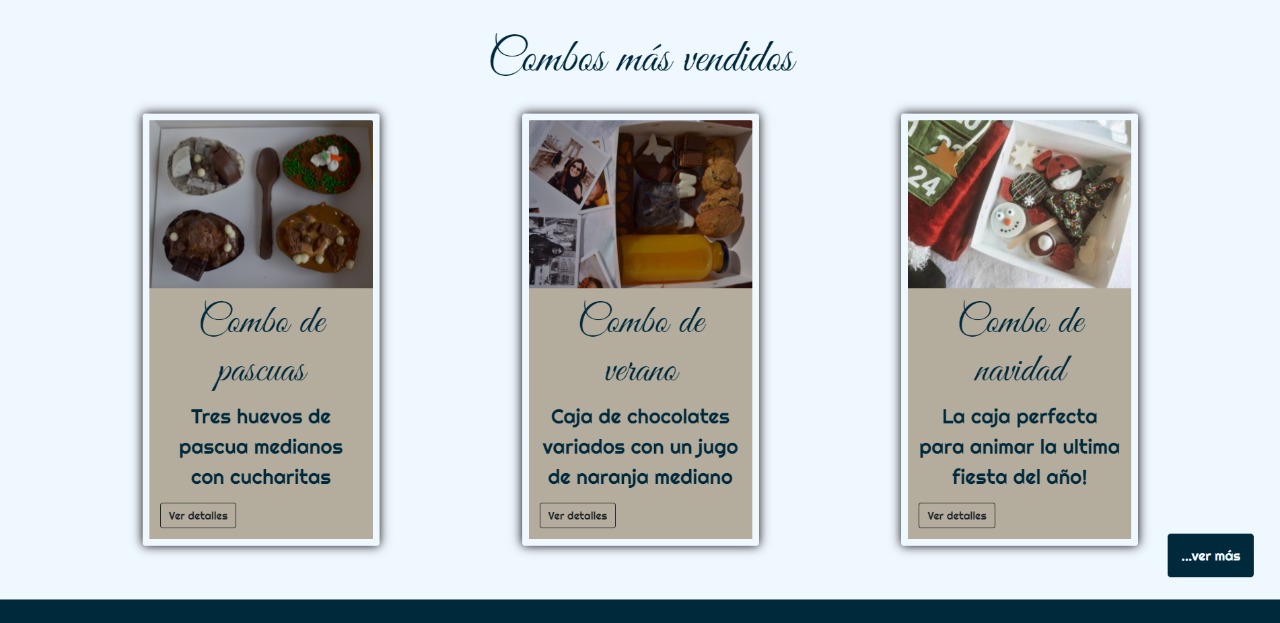 Combos más vendidos
24
Combo de
pascuas
Tres huevos de
pascua medianos
con cucharitas
Ver detalles
Combo de
verano
Caja de chocolates
variados con un jugo
de naranja mediano
Ver detalles
Combo de
navidad
La caja perfecta
para animar la ultima
fiesta del año!
Ver detalles
...ver más